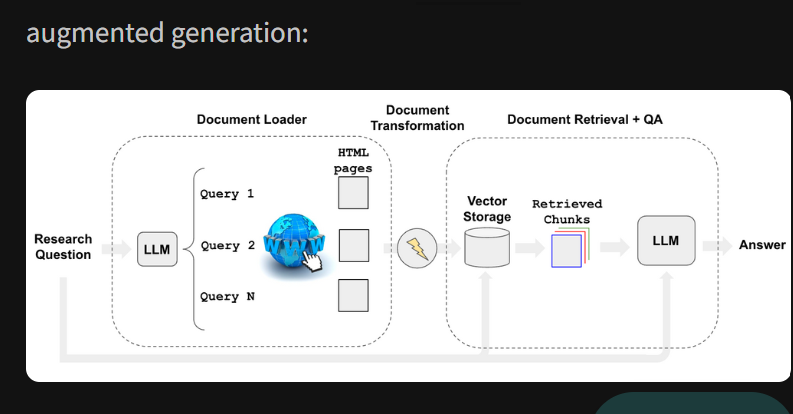 augmented generation:
Document Loader
Document
Transformation
Document Retrieval + QA
HTML
pages
Query 1
Query 2
Query N
WWW
Research
Question
LLM
Vector
Storage
Retrieved
Chunks
LLM
Answer